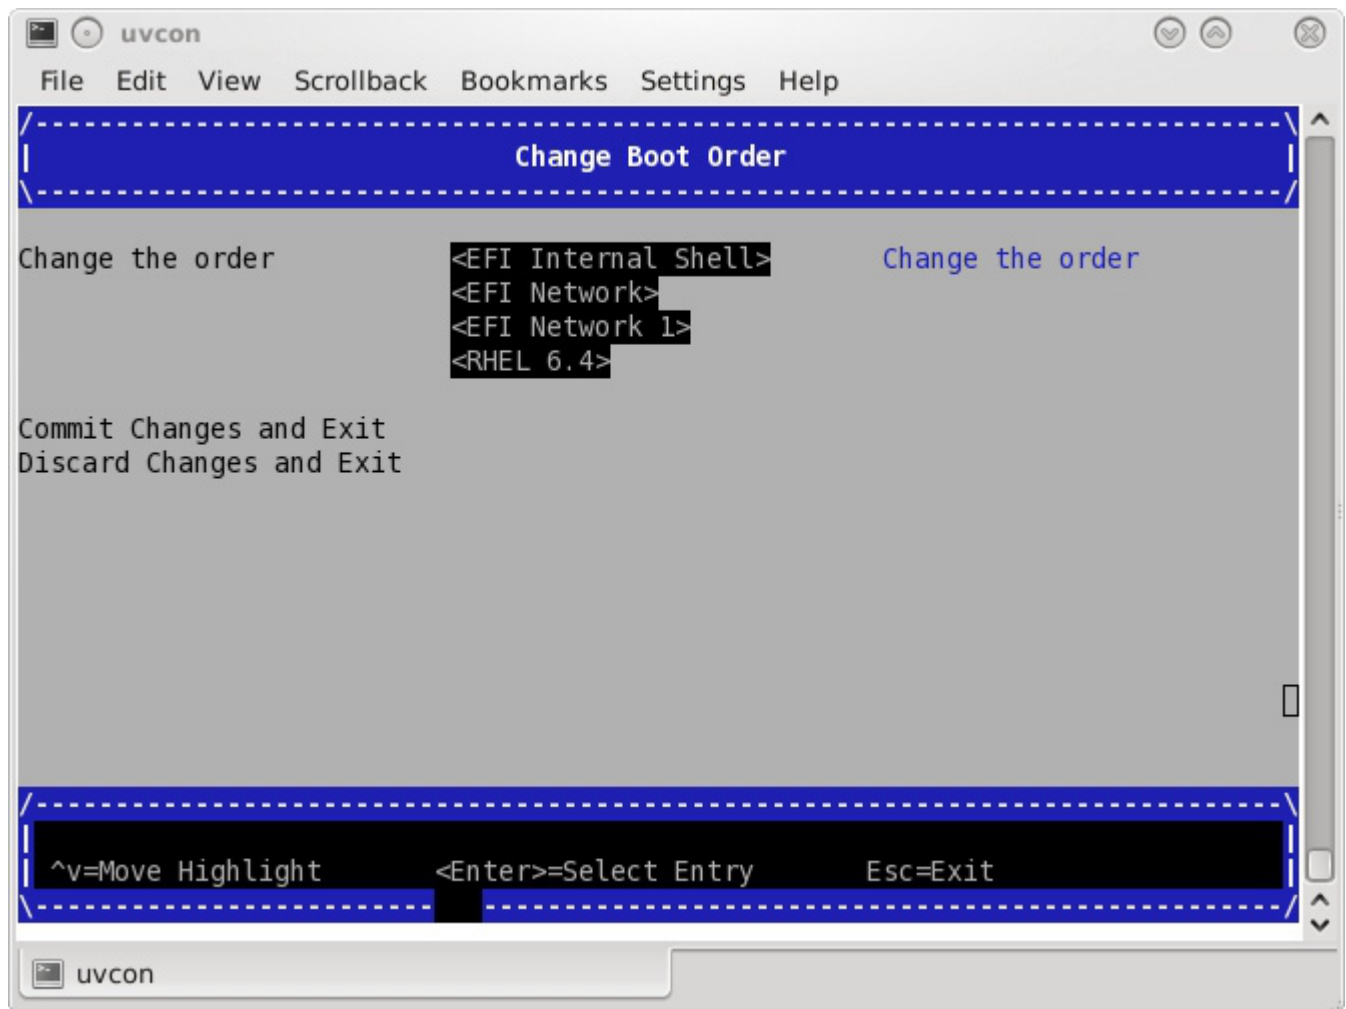 uvcon
File Edit View Scrollback Bookmarks Settings Help
/------------------------------------------------------------------------------\
| Change Boot Order |
\------------------------------------------------------------------------------/
Change the order <EFI Internal Shell> Change the order
<EFI Network>
<EFI Network 1>
<RHEL 6.4>
Commit Changes and Exit
Discard Changes and Exit
/------------------------------------------------------------------------------\
| |
| ^v=Move Highlight <Enter>=Select Entry Esc=Exit |
\------------------------- --------------------------------------------------/
uvcon